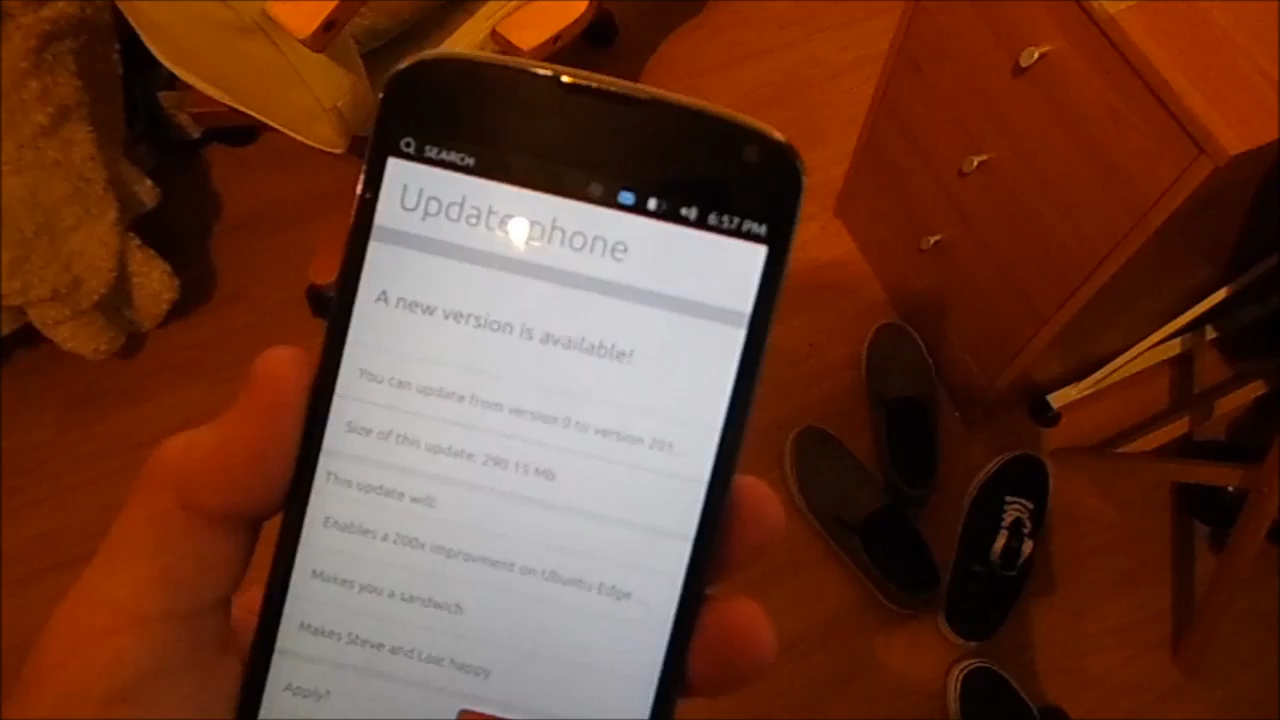 SEARCH
6:57 PM
Update phone
A new version is available!
You can update from version 0 to version 201...
Size of this update: 290.15 Mb
This update will:
Enables a 200x improvment on Ubuntu Edge ...
Makes you a sandwich
Makes Steve and Loic happy
Apply?